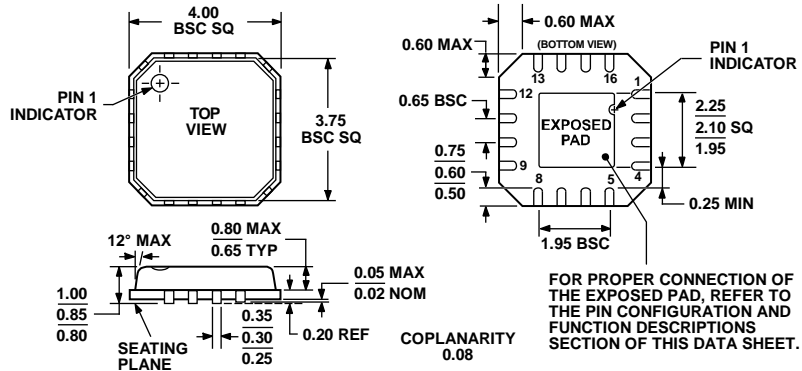 4.00
BSC SQ
PIN 1
INDICATOR
TOP
VIEW
3.75
BSC SQ
0.60 MAX
0.60 MAX
(BOTTOM VIEW)
PIN 1
INDICATOR
13
16
12
1
0.65 BSC
EXPOSED
PAD
2.25
2.10 SQ
1.95
0.75
0.60
0.50
9
8
5
4
0.25 MIN
1.95 BSC
12° MAX
0.80 MAX
0.65 TYP
0.05 MAX
0.02 NOM
1.00
0.85
0.80
SEATING
PLANE
0.35
0.30
0.25
0.20 REF
COPLANARITY
0.08
FOR PROPER CONNECTION OF
THE EXPOSED PAD, REFER TO
THE PIN CONFIGURATION AND
FUNCTION DESCRIPTIONS
SECTION OF THIS DATA SHEET.